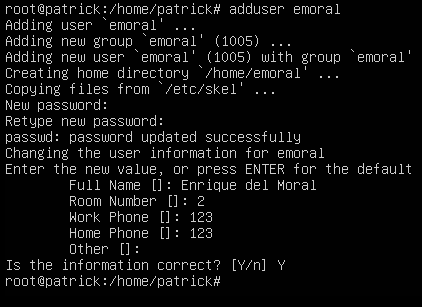 root@patrick:/home/patrick# adduser emoral
Adding user `emoral' ...
Adding new group `emoral' (1005) ...
Adding new user `emoral' (1005) with group `emoral'
Creating home directory `/home/emoral' ...
Copying files from `/etc/skel' ...
New password:
Retype new password:
passwd: password updated successfully
Changing the user information for emoral
Enter the new value, or press ENTER for the default
Full Name []: Enrique del Moral
Room Number []: 2
Work Phone []: 123
Home Phone []: 123
Other []:
Is the information correct? [Y/n] Y
root@patrick:/home/patrick#